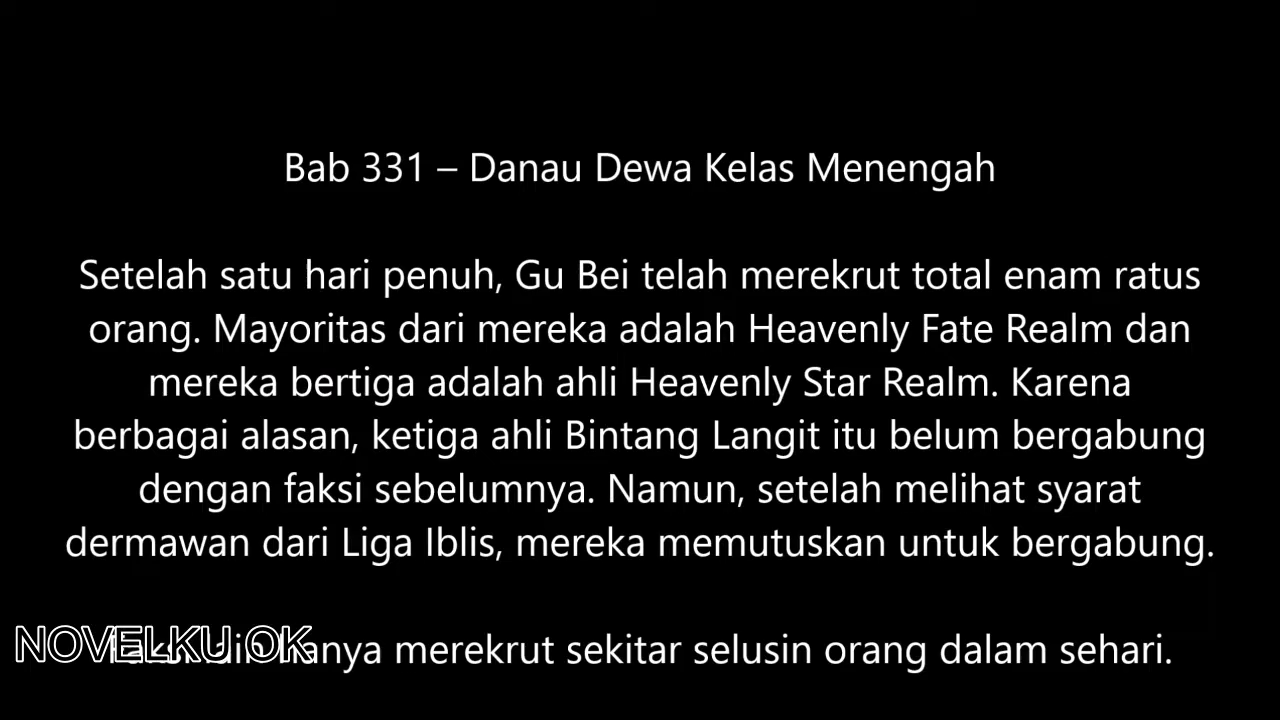 Bab 331 – Danau Dewa Kelas Menengah
Setelah satu hari penuh, Gu Bei telah merekrut total enam ratus
orang. Mayoritas dari mereka adalah Heavenly Fate Realm dan
mereka bertiga adalah ahli Heavenly Star Realm. Karena
berbagai alasan, ketiga ahli Bintang Langit itu belum bergabung
dengan faksi sebelumnya. Namun, setelah melihat syarat
dermawan dari Liga Iblis, mereka memutuskan untuk bergabung.
NOVELKU OK
hanya merekrut sekitar selusin orang dalam sehari.